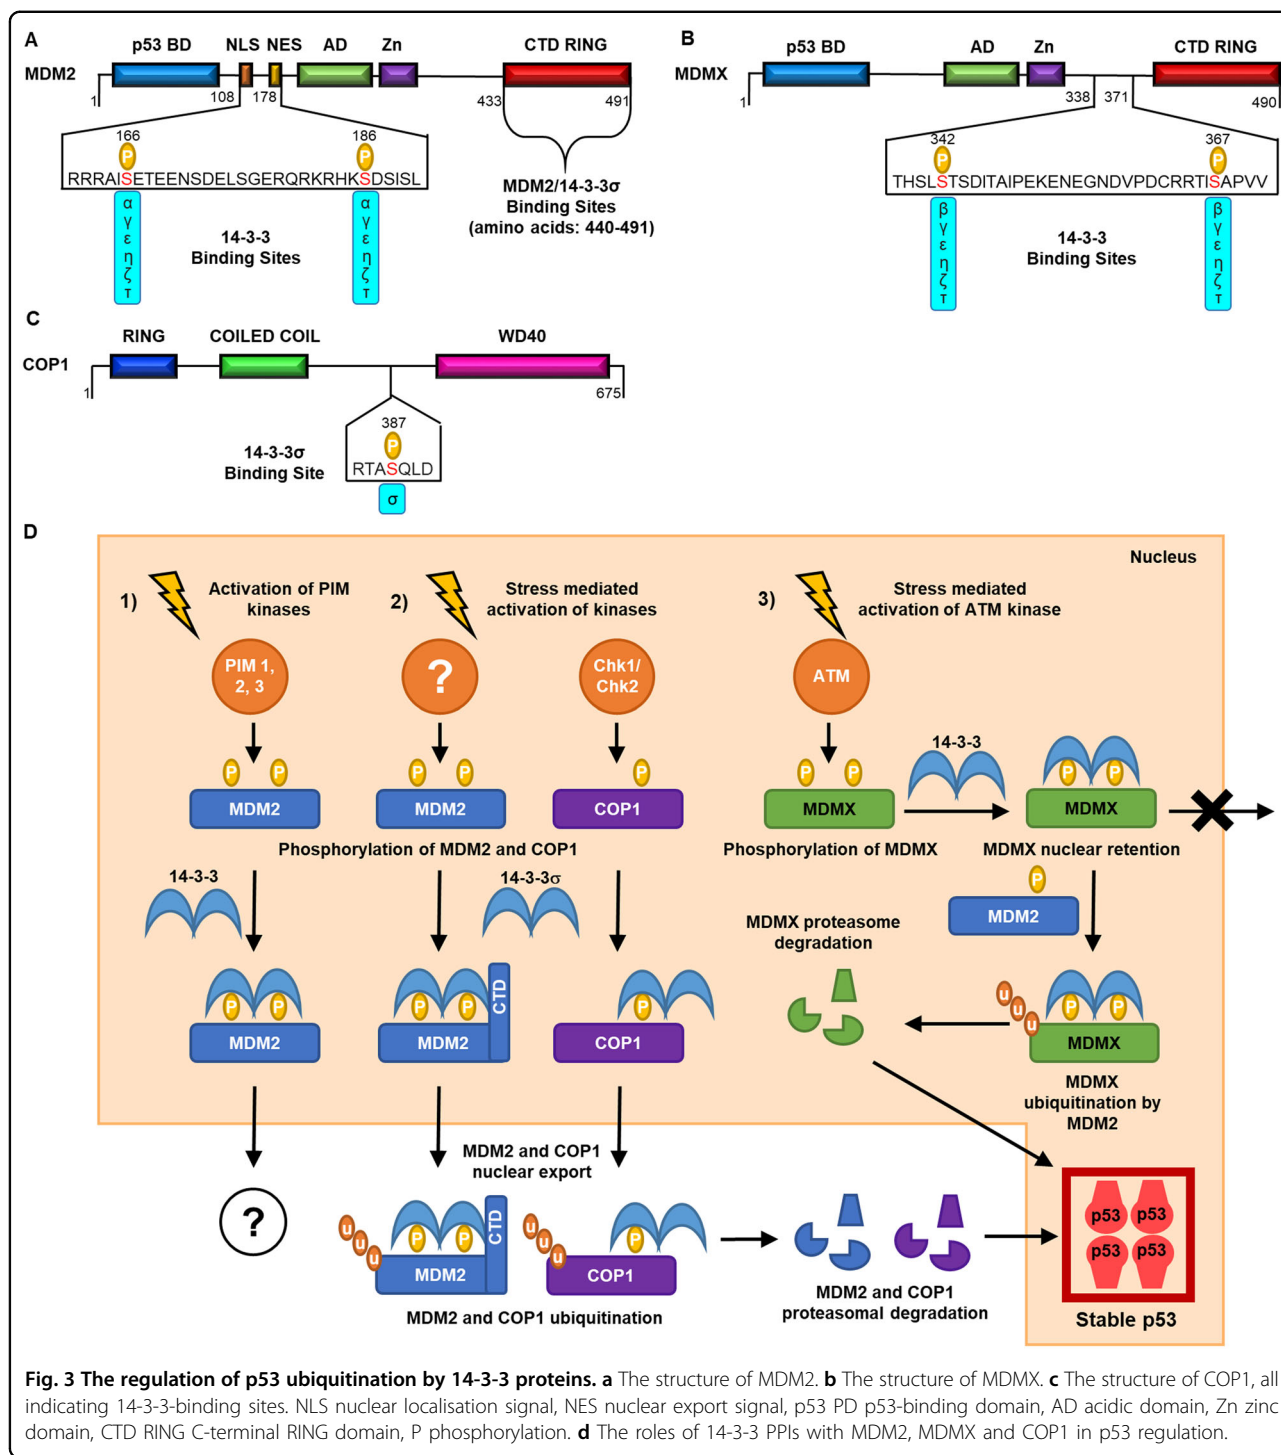 A
p53 BD NLS NES AD Zn CTD RING
MDM2
1 108 178 433 491
166 186
P P
RRRAISETEENSDELSGERQRKRHKSDSISL
α
γ
ε
η
ζ
τ
14-3-3
Binding Sites
α
γ
ε
η
ζ
τ
MDM2/14-3-3σ
Binding Sites
(amino acids: 440-491)
B
p53 BD AD Zn CTD RING
MDMX
1 338 371 490
342 367
P P
THSLSTSDITAIPEKENEGNDVPDCRRTISAPVV
β
γ
ε
η
ζ
τ
14-3-3
Binding Sites
β
γ
ε
η
ζ
τ
C
RING COILED COIL WD40
COP1
1 675
387
P
RTASQLD
14-3-3σ
Binding Site
σ
D
Nucleus
1)
Activation of PIM
kinases
2)
Stress mediated
activation of kinases
3)
Stress mediated
activation of ATM kinase
PIM 1,
2, 3
?
Chk1/
Chk2
ATM
14-3-3
P P P P P P P P P
MDM2 MDM2 COP1 MDMX MDMX
Phosphorylation of MDM2 and COP1
Phosphorylation of MDMX
MDMX nuclear retention
14-3-3
14-3-3σ
P
MDM2
MDMX proteasome
degradation
P P P P CTD P
MDM2 MDM2 COP1
u u u P P
MDMX
MDMX
ubiquitination by
MDM2
MDM2 and COP1
nuclear export
?
u u u P P CTD
MDM2
u u u P
COP1
MDM2 and COP1 ubiquitination
MDM2 and COP1
proteasomal degradation
p53 p53
p53 p53
Stable p53
Fig. 3 The regulation of p53 ubiquitination by 14-3-3 proteins. a The structure of MDM2. b The structure of MDMX. c The structure of COP1, all
indicating 14-3-3-binding sites. NLS nuclear localisation signal, NES nuclear export signal, p53 PD p53-binding domain, AD acidic domain, Zn zinc
domain, CTD RING C-terminal RING domain, P phosphorylation. d The roles of 14-3-3 PPIs with MDM2, MDMX and COP1 in p53 regulation.